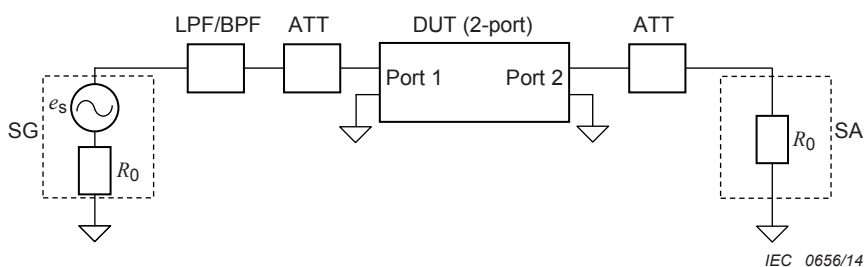 LPF/BPF ATT DUT (2-port) ATT
Port 1 Port 2
es
SG R0 R0 SA
IEC 0656/14